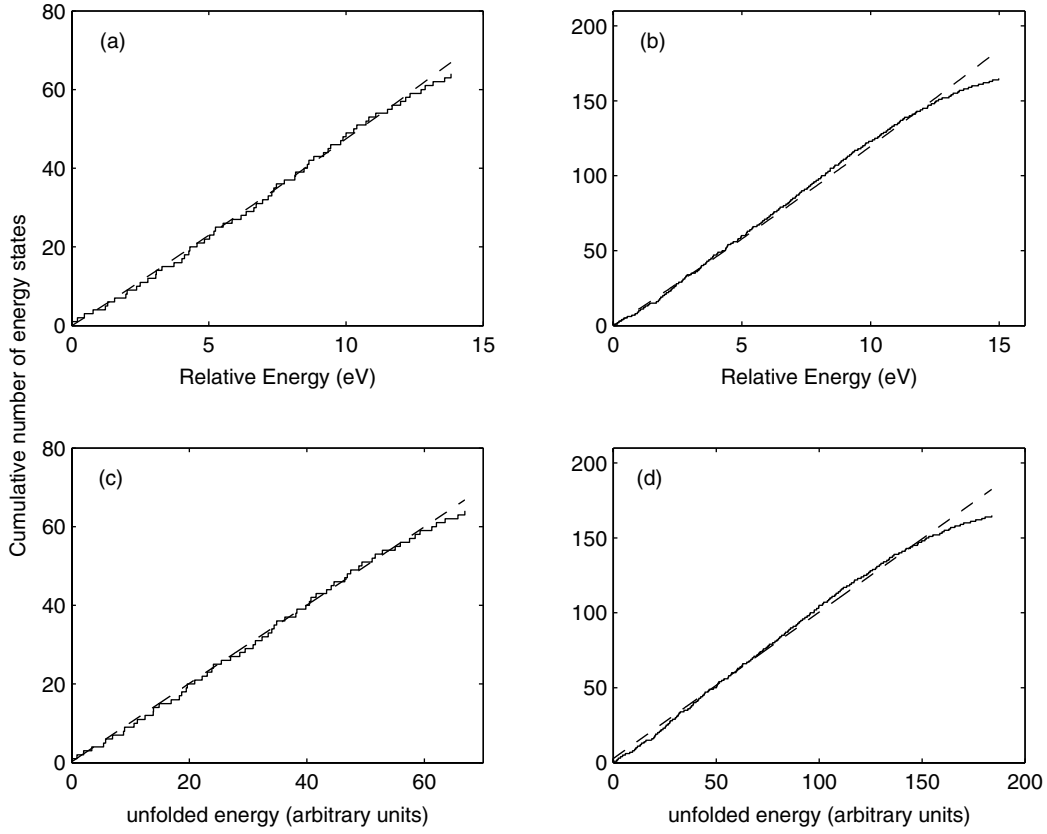 Cumulative number of energy states
(a)
80
60
40
20
0
0 5 10 15
Relative Energy (eV)
(b)
200
150
100
50
0
0 5 10 15
Relative Energy (eV)
(c)
80
60
40
20
0
0 20 40 60
unfolded energy (arbitrary units)
(d)
200
150
100
50
0
0 50 100 150 200
unfolded energy (arbitrary units)